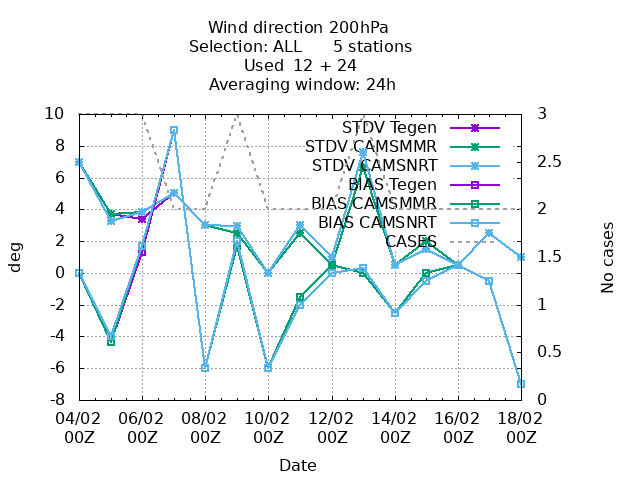 Wind direction 200hPa
Selection: ALL 5 stations
Used 12 + 24
Averaging window: 24h
10
8
6
4
2
0
-2
-4
-6
-8
deg
3
2.5
2
1.5
1
0.5
0
No cases
STDV Tegen
STDV CAMSMMR
STDV CAMSNRT
BIAS Tegen
BIAS CAMSMMR
BIAS CAMSNRT
CASES
04/02 06/02 08/02 10/02 12/02 14/02 16/02 18/02
00Z 00Z 00Z 00Z 00Z 00Z 00Z 00Z
Date